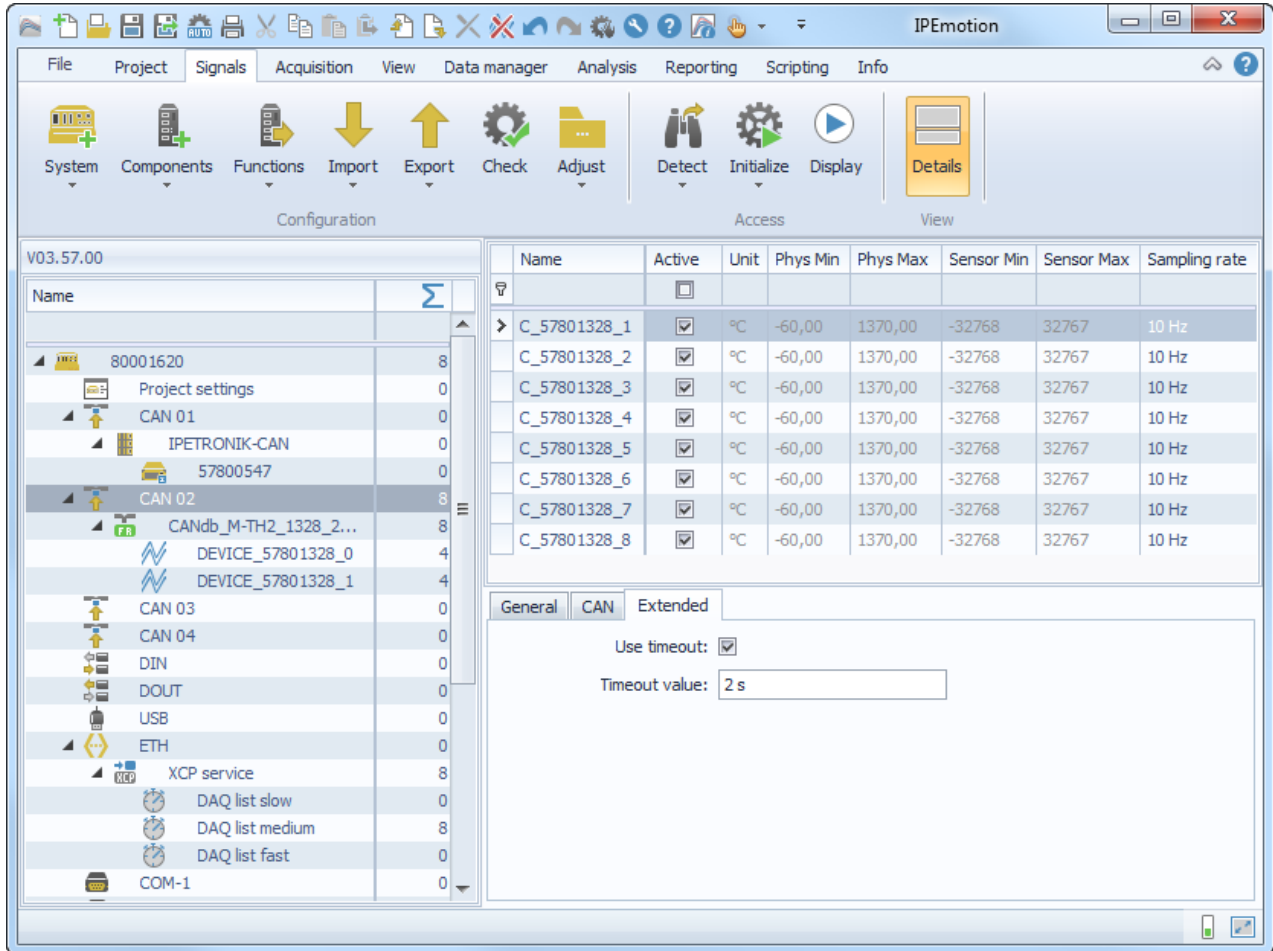 AUTO
IPEmotion
File Project Signals Acquisition View Data manager Analysis Reporting Scripting Info
System Components Functions Import Export Check Adjust Detect Initialize Display Details
Configuration Access View
V03.57.00
Name Σ
80001620 8
Project settings 0
CAN 01 0
IPETRONIK-CAN 0
57800547 0
CAN 02 8
FR CANdb_M-TH2_1328_2... 8
DEVICE_57801328_0 4
DEVICE_57801328_1 4
CAN 03 0
CAN 04 0
DIN 0
DOUT 0
USB 0
ETH 0
XCP XCP service 8
DAQ list slow 0
DAQ list medium 8
DAQ list fast 0
COM-1 0
Name Active Unit Phys Min Phys Max Sensor Min Sensor Max Sampling rate
C_57801328_1 °C -60,00 1370,00 -32768 32767 10 Hz
C_57801328_2 °C -60,00 1370,00 -32768 32767 10 Hz
C_57801328_3 °C -60,00 1370,00 -32768 32767 10 Hz
C_57801328_4 °C -60,00 1370,00 -32768 32767 10 Hz
C_57801328_5 °C -60,00 1370,00 -32768 32767 10 Hz
C_57801328_6 °C -60,00 1370,00 -32768 32767 10 Hz
C_57801328_7 °C -60,00 1370,00 -32768 32767 10 Hz
C_57801328_8 °C -60,00 1370,00 -32768 32767 10 Hz
General CAN Extended
Use timeout:
Timeout value: 2 s